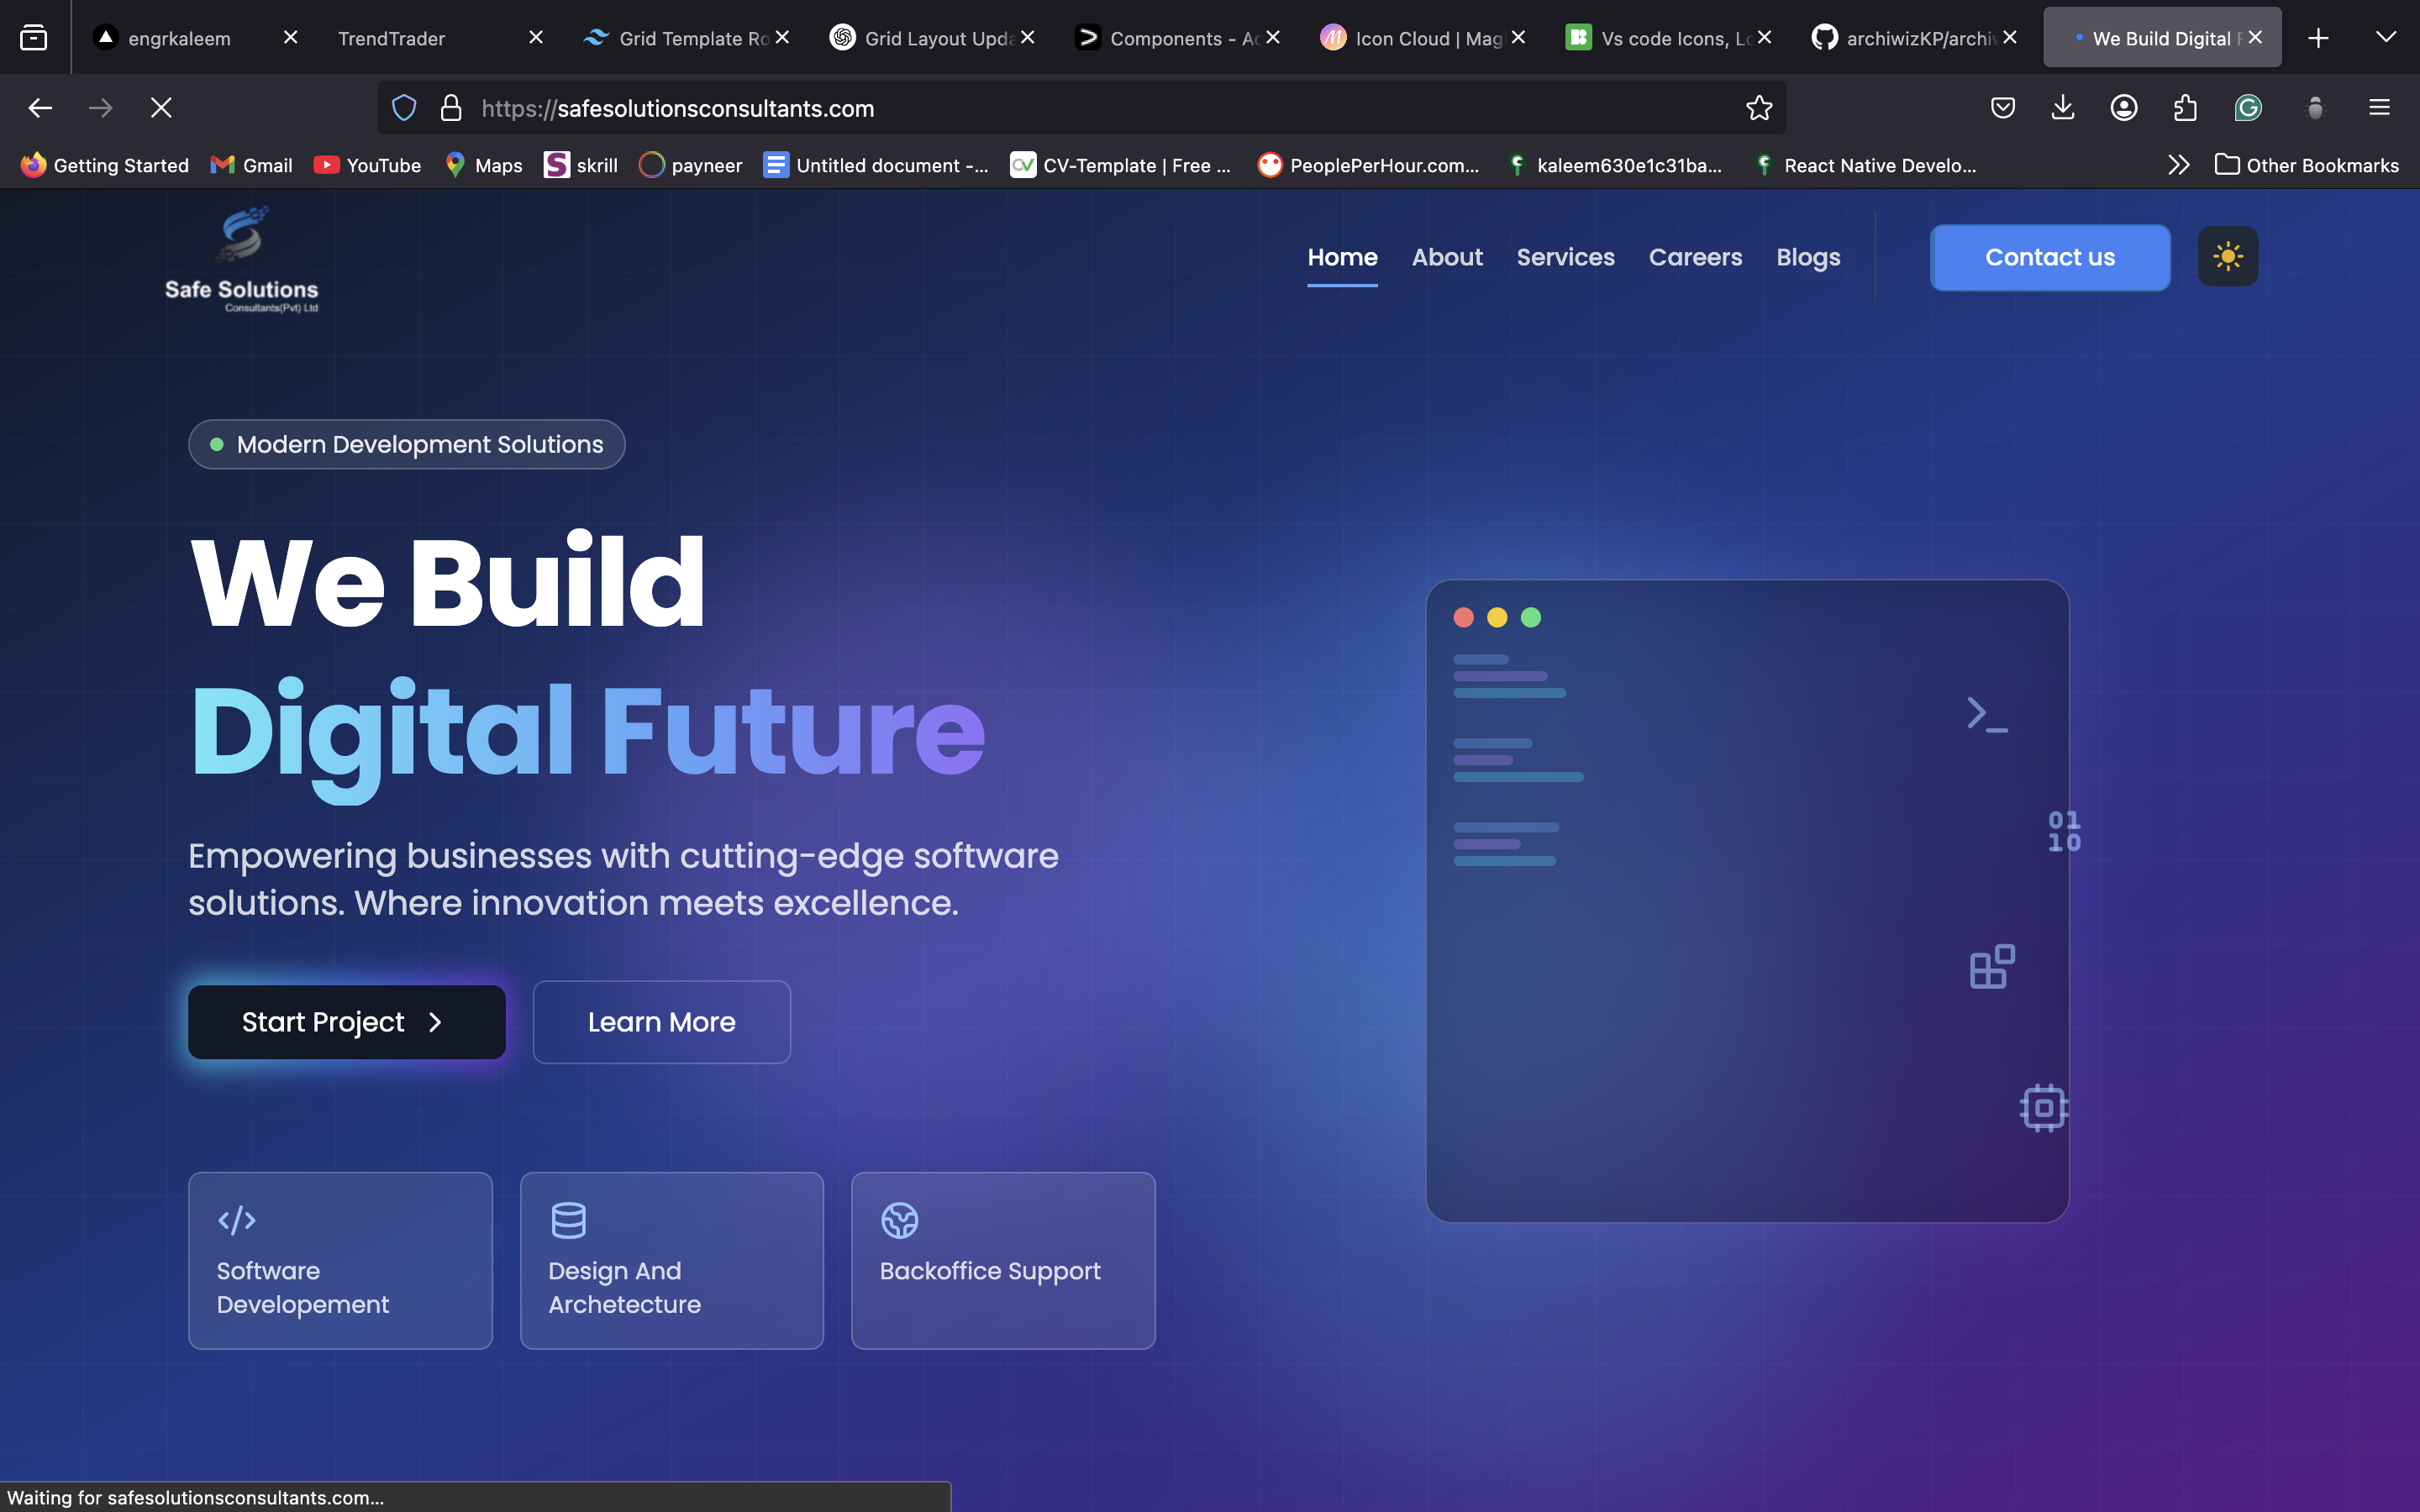 engrkaleem
TrendTrader
Grid Template Ro
Grid Layout Upda
Components - Ac
Icon Cloud | Magi
Vs code Icons, Lo
archiwizKP/archiv
We Build Digital F
https://safesolutionsconsultants.com
Getting Started
Gmail
YouTube
Maps
skrill
payneer
Untitled document -...
CV-Template | Free ...
PeoplePerHour.com...
kaleem630e1c31ba...
React Native Develo...
Other Bookmarks
Safe Solutions
Consultants(Pvt) Ltd
Home
About
Services
Careers
Blogs
Contact us
Modern Development Solutions
We Build
Digital Future
Empowering businesses with cutting-edge software
solutions. Where innovation meets excellence.
Start Project
Learn More
01
10
Software
Developement
Design And
Archetecture
Backoffice Support
Waiting for safesolutionsconsultants.com...